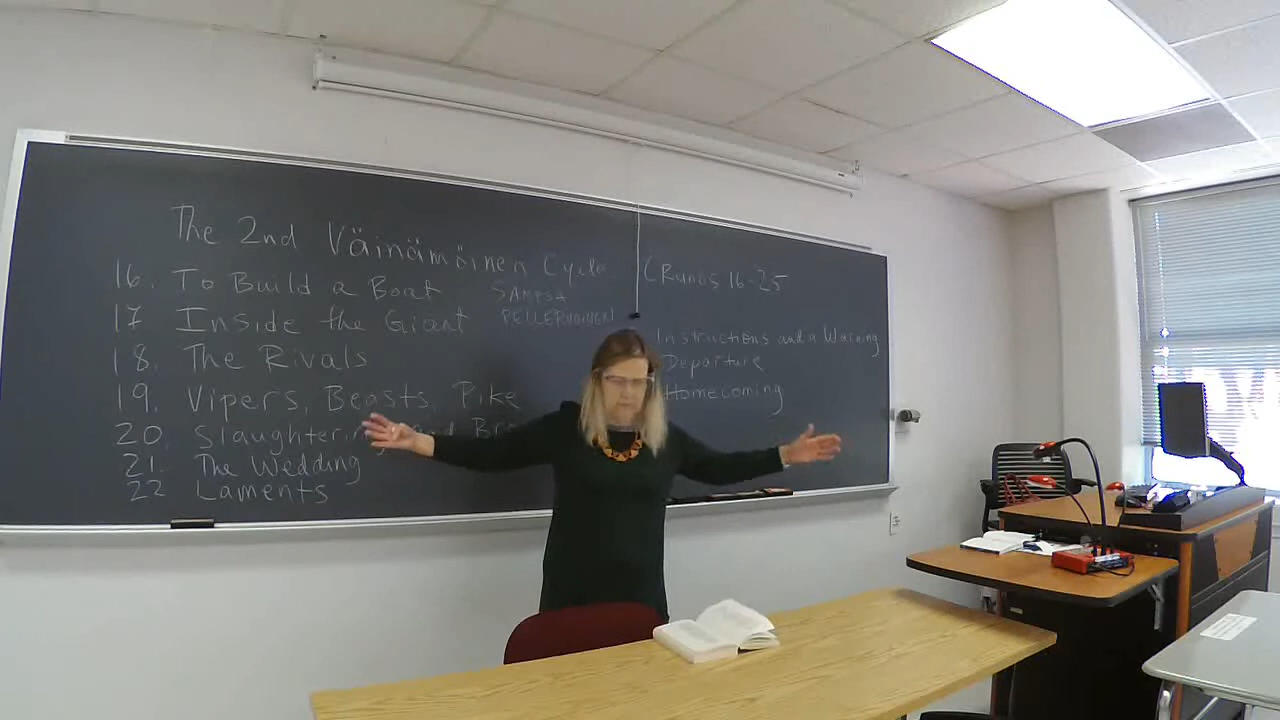 The 2nd Väinämöinen Cycle (Runos 16-25
16. To Build a Boat
SAMPSA
PELLERVOINEN
17 Inside the Giant
18. The Rivals
19. Vipers, Beasts, Pike
20. Slaughtering
21. The Wedding
22 Laments
Instructions and a Warning
Departure
Homecoming